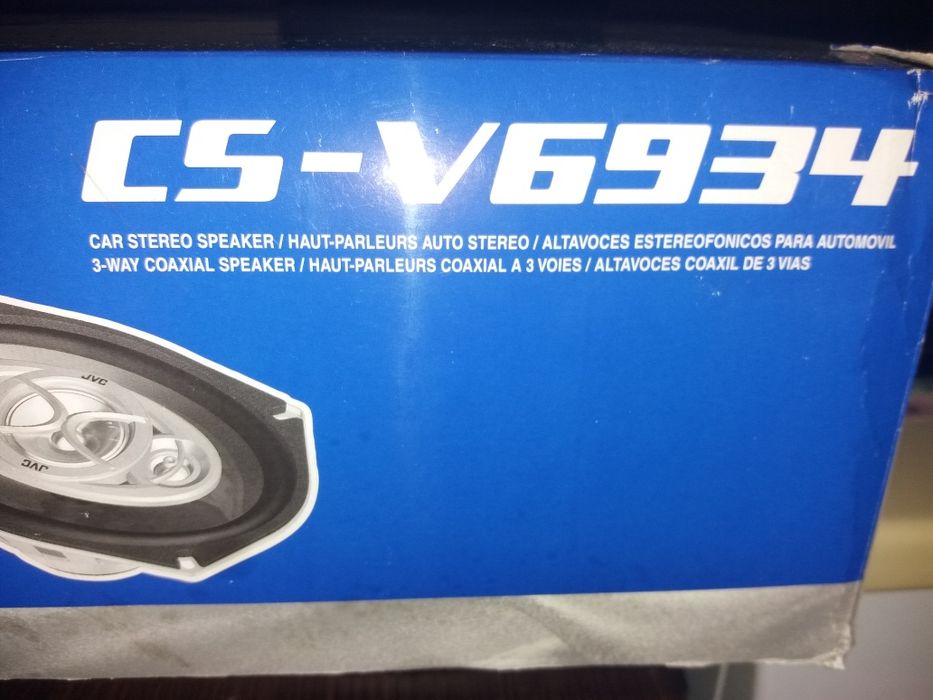 CS-V6934
CAR STEREO SPEAKER / HAUT-PARLEURS AUTO STEREO / ALTAVOCES ESTEREOFONICOS PARA AUTOMOVIL
3-WAY COAXIAL SPEAKER / HAUT-PARLEURS COAXIAL A 3 VOIES / ALTAVOCES COAXIL DE 3 VIAS
JVC
JVC